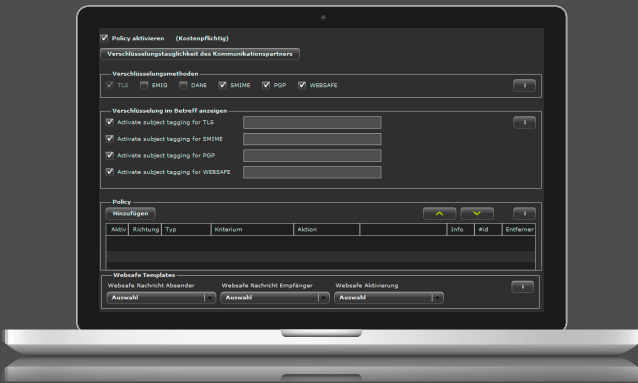 Policy aktivieren (Kostenpflichtig)
Verschlüsselungstauglichkeit des Kommunikationspartners
Verschlüsselungsmethoden
TLS EMIG DANE SMIME PGP WEBSAFE i
Verschlüsselung im Betreff anzeigen
Activate subject tagging for TLS i
Activate subject tagging for SMIME
Activate subject tagging for PGP
Activate subject tagging for WEBSAFE
Policy
Hinzufügen i
Aktiv Richtung Typ Kriterium Aktion Info #id Entferner
Websafe Templates
Websafe Nachricht Absender Websafe Nachricht Empfänger Websafe Aktivierung i
Auswahl Auswahl Auswahl